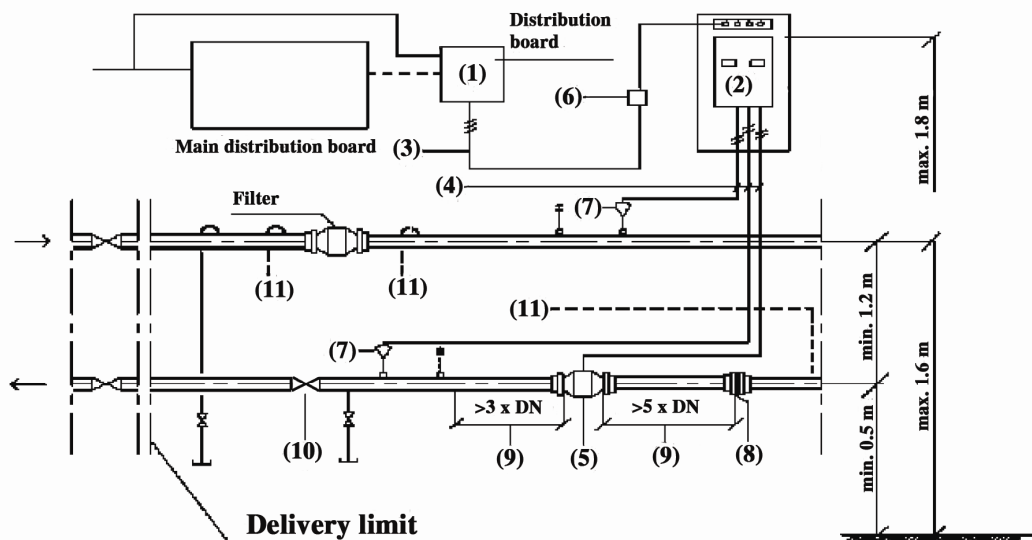 Distribution
board
(1)
(2)
(6)
Main distribution board
(3)
max. 1.8 m
(4)
Filter
(7)
(11)
(11)
(11)
min. 1.2 m
(7)
max. 1.6 m
>3 x DN
>5 x DN
min. 0.5 m
(10)
(9)
(5)
(9)
(8)
Delivery limit